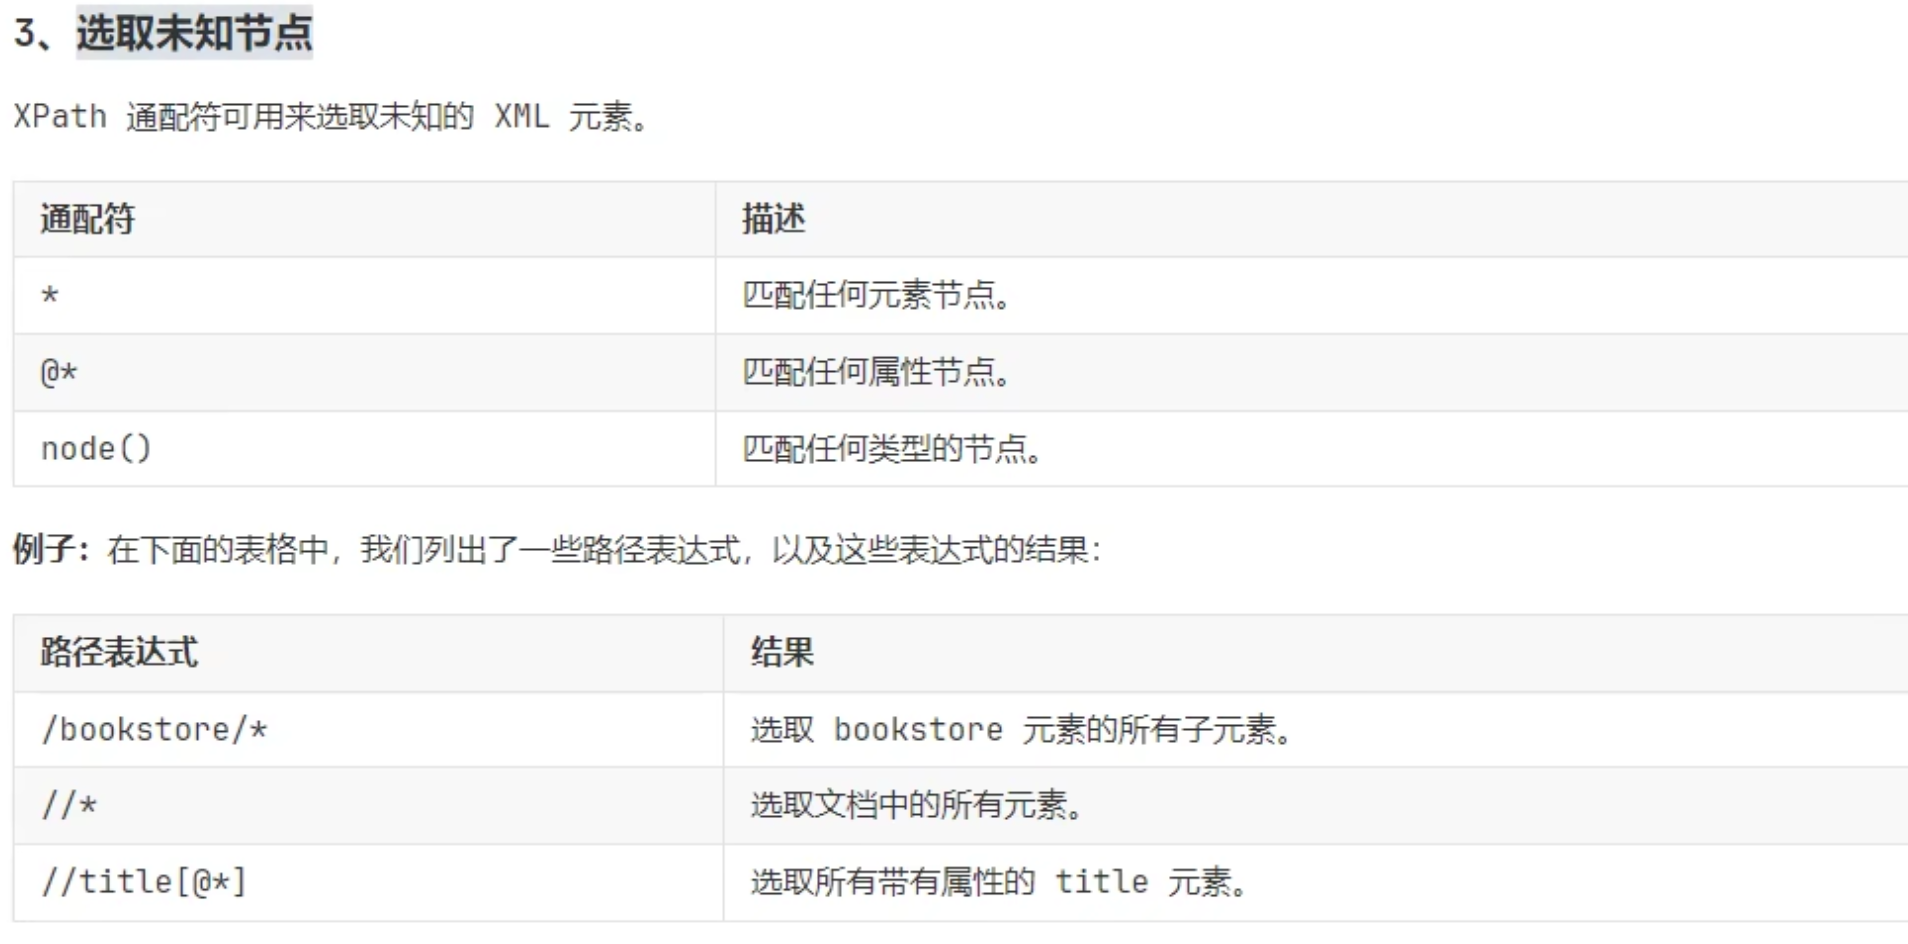 3、选取未知节点
XPath 通配符可用来选取未知的 XML 元素。
通配符 描述
* 匹配任何元素节点。
@* 匹配任何属性节点。
node() 匹配任何类型的节点。
例子：在下面的表格中，我们列出了一些路径表达式，以及这些表达式的结果：
路径表达式 结果
/bookstore/* 选取 bookstore 元素的所有子元素。
//* 选取文档中的所有元素。
//title[@*] 选取所有带有属性的 title 元素。